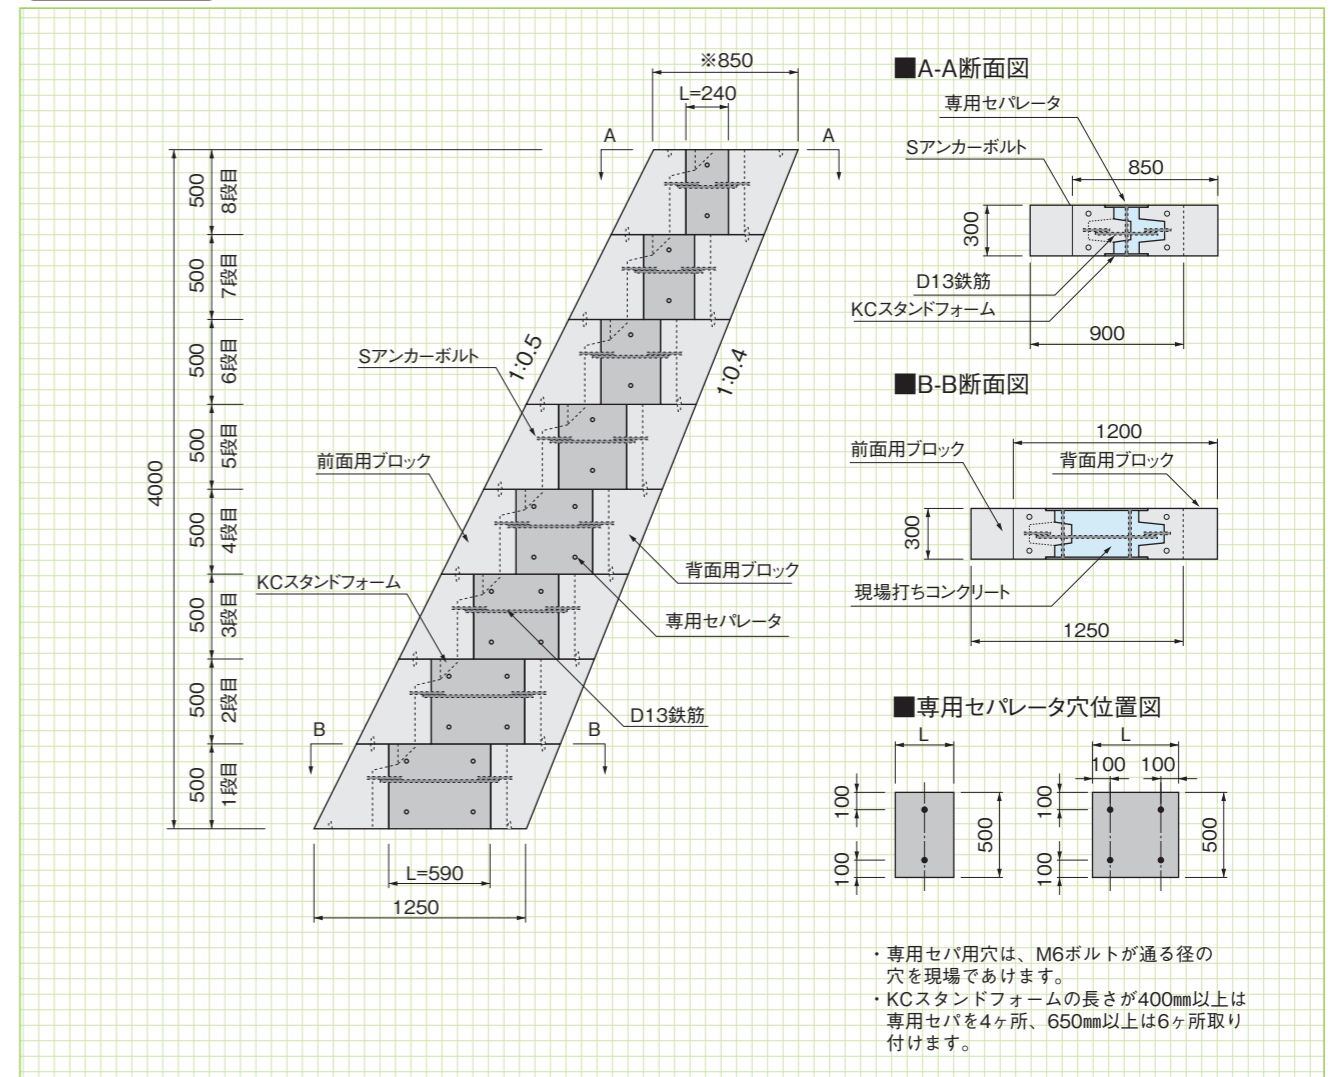 ※850
L=240
A
A
500
8段目
500
7段目
500
6段目
500
5段目
500
4段目
500
3段目
500
2段目
500
1段目
4000
1:0.5
1:0.4
Sアンカーボルト
前面用ブロック
KCスタンドフォーム
背面用ブロック
専用セパレータ
D13鉄筋
B
B
L=590
1250
■A-A断面図
専用セパレータ
Sアンカーボルト
850
300
D13鉄筋
KCスタンドフォーム
900
■B-B断面図
1200
前面用ブロック
背面用ブロック
300
現場打ちコンクリート
1250
■専用セパレータ穴位置図
L
100
100
500
L
100
100
100
100
500
・専用セパ用穴は、M6ボルトが通る径の
穴を現場であけます。
・KCスタンドフォームの長さが400㎜以上は
専用セパを4ヶ所、650㎜以上は6ヶ所取り
付けます。